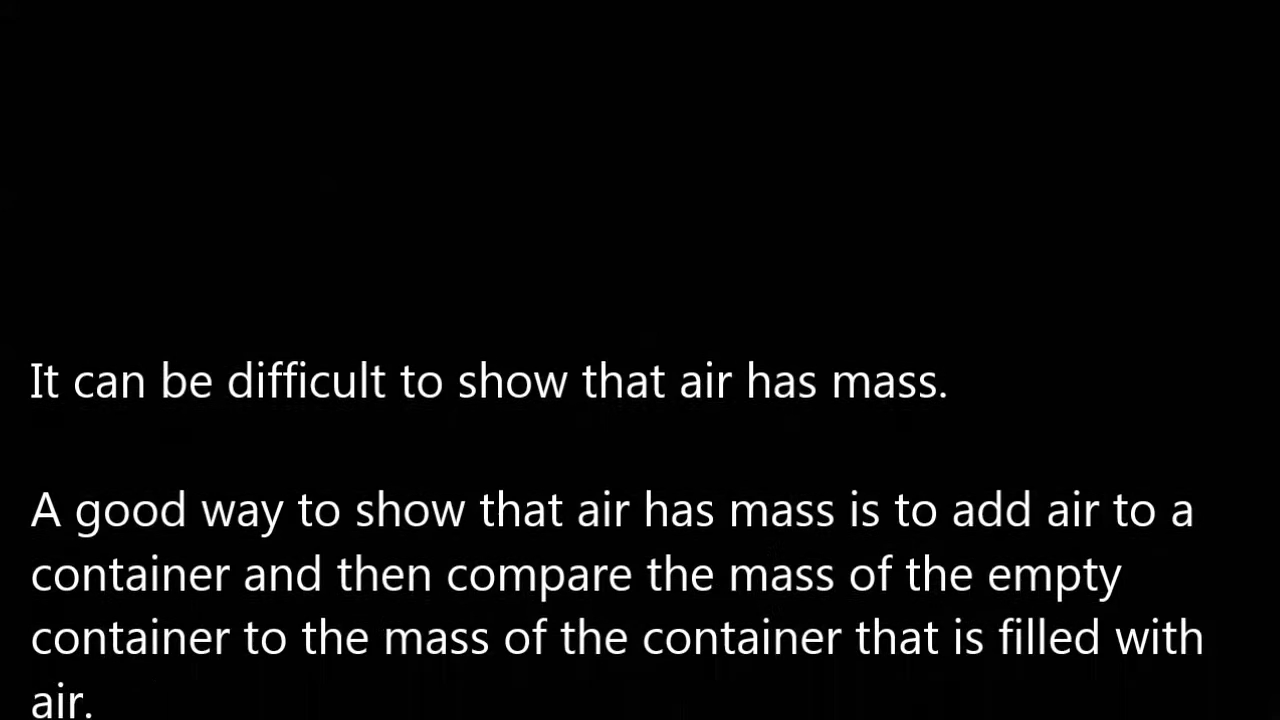 It can be difficult to show that air has mass.
A good way to show that air has mass is to add air to a
container and then compare the mass of the empty
container to the mass of the container that is filled with
air.